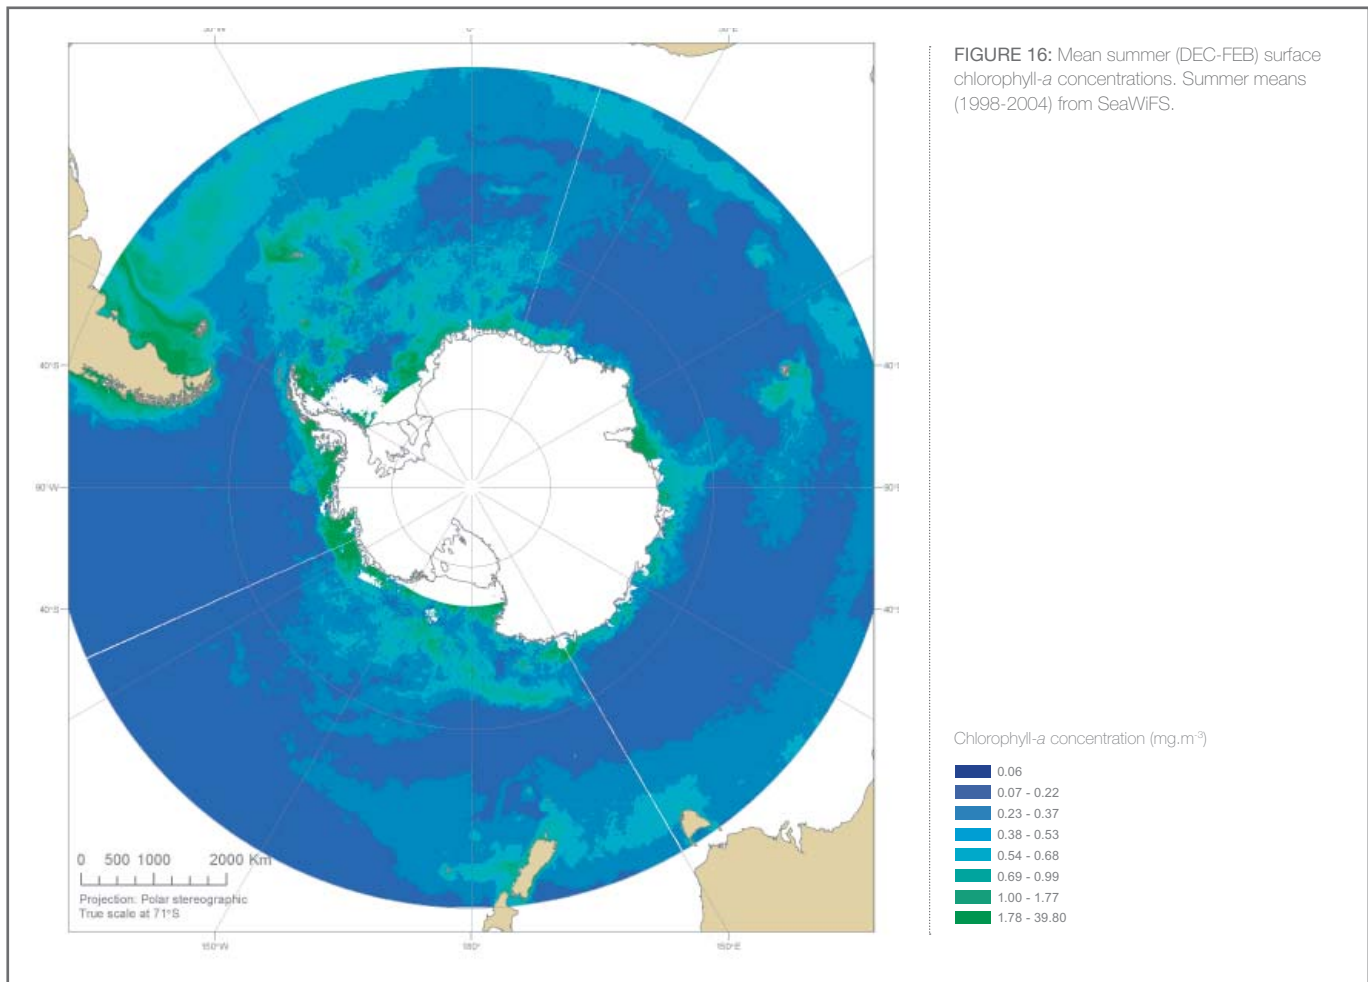 0°
FIGURE 16: Mean summer (DEC-FEB) surface
chlorophyll-a concentrations. Summer means
(1998-2004) from SeaWiFS.
40°S
90°W
40°S
Chlorophyll-a concentration (mg.m-3)
0.06
0.07 - 0.22
0.23 - 0.37
0.38 - 0.53
0.54 - 0.68
0.69 - 0.99
1.00 - 1.77
1.78 - 39.80
0 500 1000 2000 Km
Projection: Polar stereographic
True scale at 71°S
150°W 180° 150°E